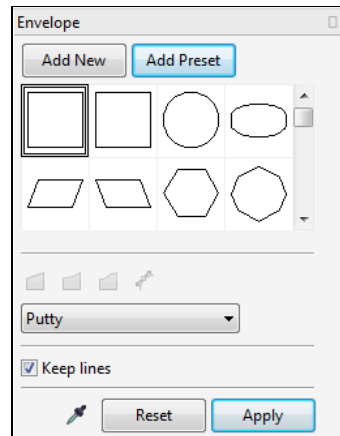 Envelope
Add New Add Preset
Putty
Keep lines
Reset Apply